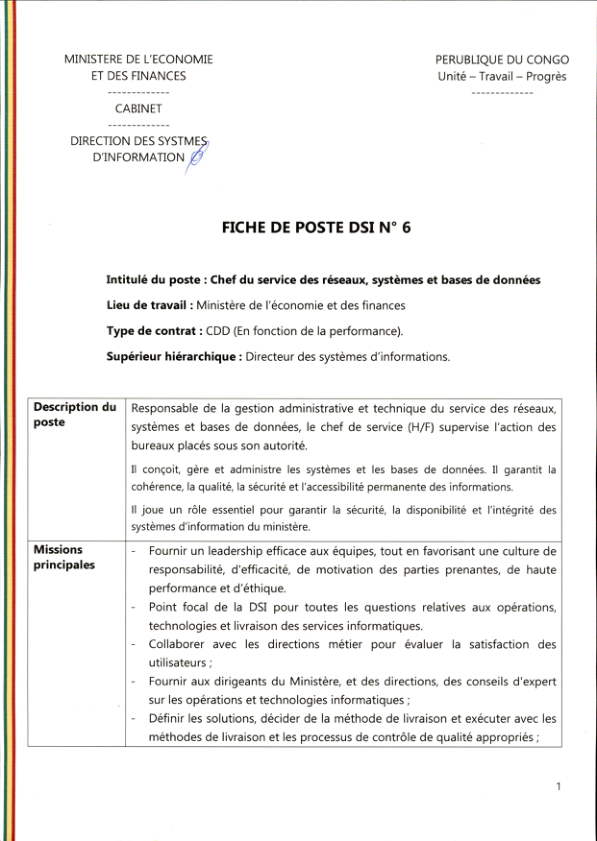 MINISTERE DE L'ECONOMIE
ET DES FINANCES
-------------
CABINET
-------------
DIRECTION DES SYSTMES
D'INFORMATION
PERUBLIQUE DU CONGO
Unité – Travail – Progrès
-------------
FICHE DE POSTE DSI N° 6
Intitulé du poste : Chef du service des réseaux, systèmes et bases de données
Lieu de travail : Ministère de l'économie et des finances
Type de contrat : CDD (En fonction de la performance).
Supérieur hiérarchique : Directeur des systèmes d'informations.
Description du
poste
Responsable de la gestion administrative et technique du service des réseaux,
systèmes et bases de données, le chef de service (H/F) supervise l'action des
bureaux placés sous son autorité.
Il conçoit, gère et administre les systèmes et les bases de données. Il garantit la
cohérence, la qualité, la sécurité et l'accessibilité permanente des informations.
Il joue un rôle essentiel pour garantir la sécurité, la disponibilité et l'intégrité des
systèmes d'information du ministère.
Missions
principales
- Fournir un leadership efficace aux équipes, tout en favorisant une culture de
responsabilité, d'efficacité, de motivation des parties prenantes, de haute
performance et d'éthique.
- Point focal de la DSI pour toutes les questions relatives aux opérations,
technologies et livraison des services informatiques.
- Collaborer avec les directions métier pour évaluer la satisfaction des
utilisateurs ;
- Fournir aux dirigeants du Ministère, et des directions, des conseils d'expert
sur les opérations et technologies informatiques ;
- Définir les solutions, décider de la méthode de livraison et exécuter avec les
méthodes de livraison et les processus de contrôle de qualité appropriés ;
1